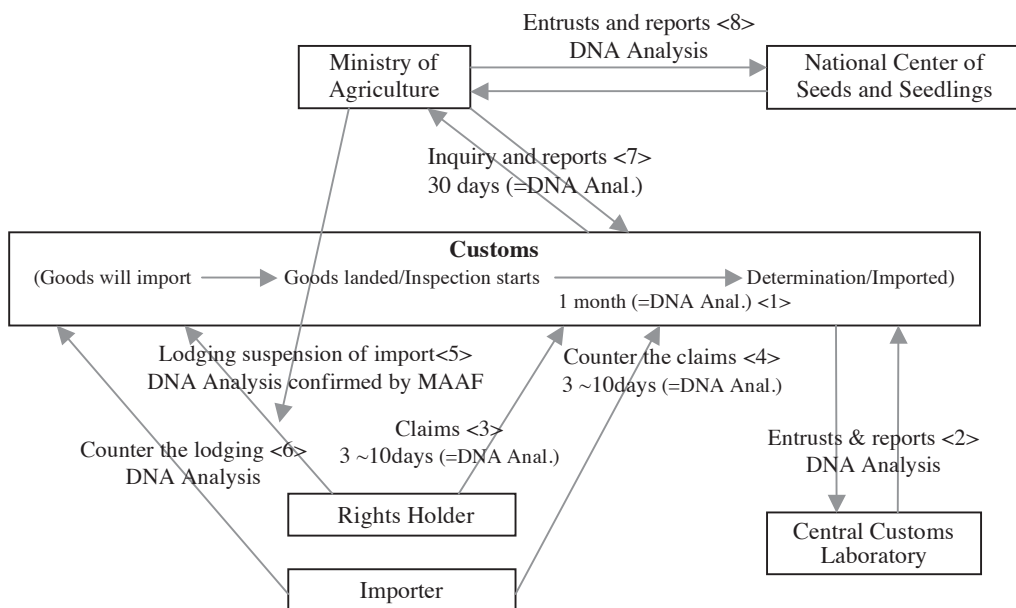 Entrusts and reports <8>
DNA Analysis
Ministry of
Agriculture
National Center of
Seeds and Seedlings
Inquiry and reports <7>
30 days (=DNA Anal.)
Customs
(Goods will import
Goods landed/Inspection starts
Determination/Imported)
1 month (=DNA Anal.) <1>
Lodging suspension of import<5>
DNA Analysis confirmed by MAAF
Counter the claims <4>
3 ~10days (=DNA Anal.)
Claims <3>
3 ~10days (=DNA Anal.)
Counter the lodging <6>
DNA Analysis
Entrusts & reports <2>
DNA Analysis
Rights Holder
Central Customs
Laboratory
Importer